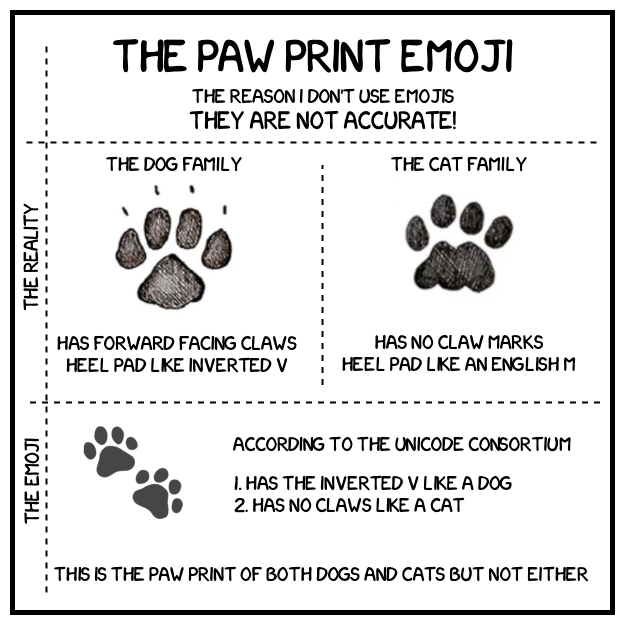 THE PAW PRINT EMOJI
THE REASON I DON'T USE EMOJIS
THEY ARE NOT ACCURATE!
THE REALITY
THE DOG FAMILY
HAS FORWARD FACING CLAWS
HEEL PAD LIKE INVERTED V
THE CAT FAMILY
HAS NO CLAW MARKS
HEEL PAD LIKE AN ENGLISH M
THE EMOJI
ACCORDING TO THE UNICODE CONSORTIUM
1. HAS THE INVERTED V LIKE A DOG
2. HAS NO CLAWS LIKE A CAT
THIS IS THE PAW PRINT OF BOTH DOGS AND CATS BUT NOT EITHER